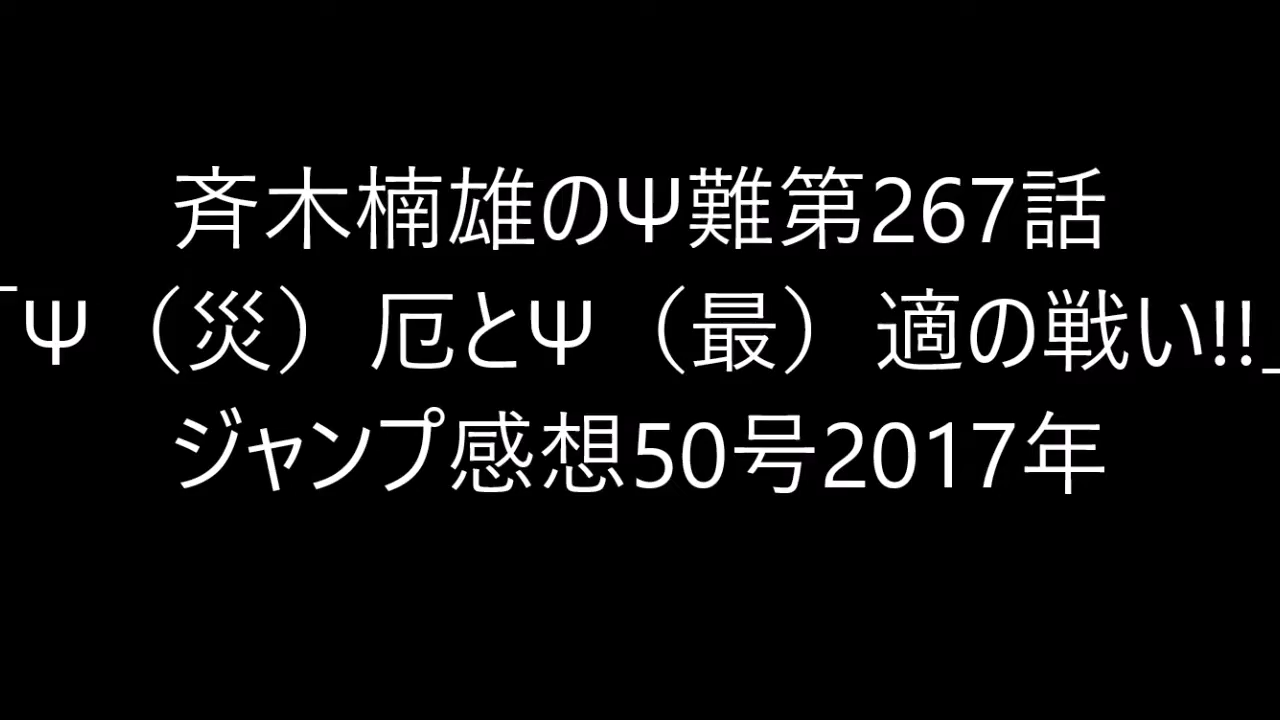 斉木楠雄のΨ難第267話
「Ψ（災）厄とΨ（最）適の戦い!!」
ジャンプ感想50号2017年